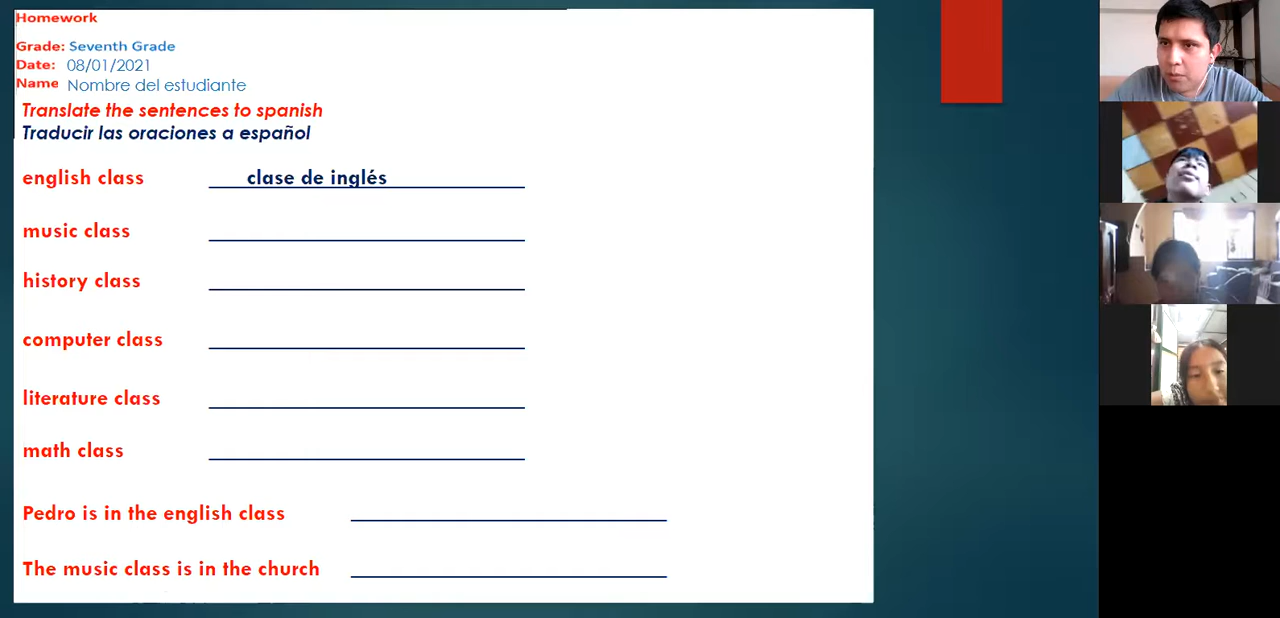 Homework
Grade: Seventh Grade
Date: 08/01/2021
Name Nombre del estudiante
Translate the sentences to spanish
Traducir las oraciones a español
english class clase de inglés
music class
history class
computer class
literature class
math class
Pedro is in the english class
The music class is in the church